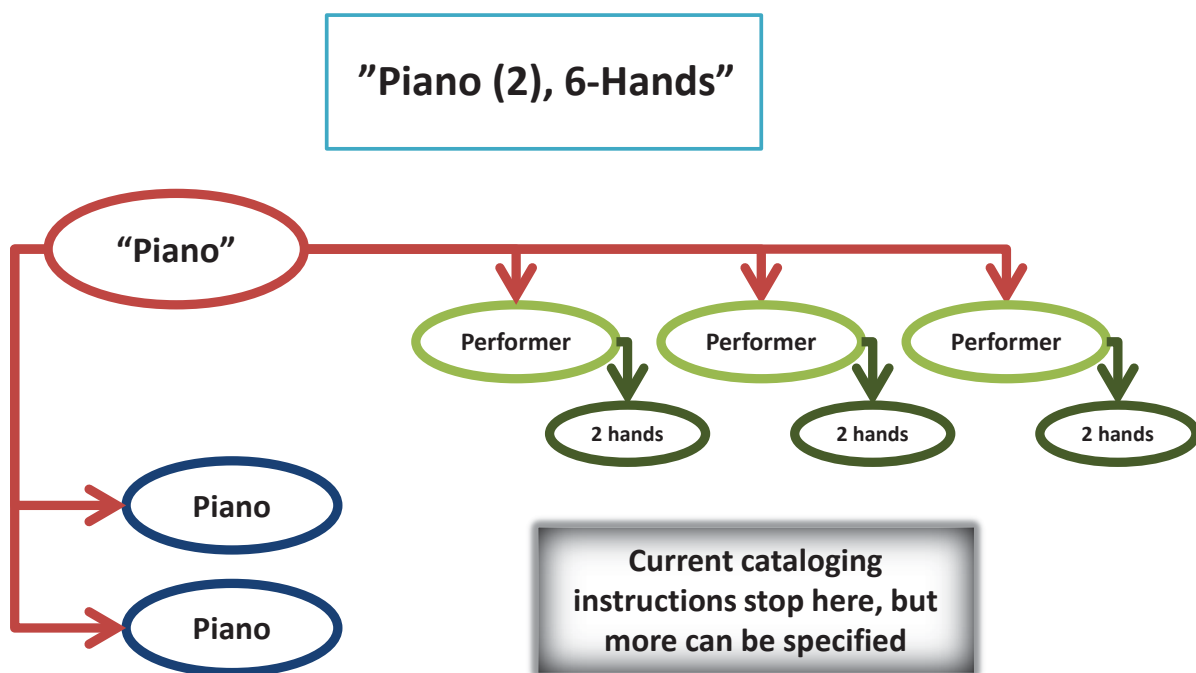 ”Piano (2), 6-Hands”
“Piano”
Performer
Performer
Performer
2 hands
2 hands
2 hands
Piano
Piano
Current cataloging
instructions stop here, but
more can be specified